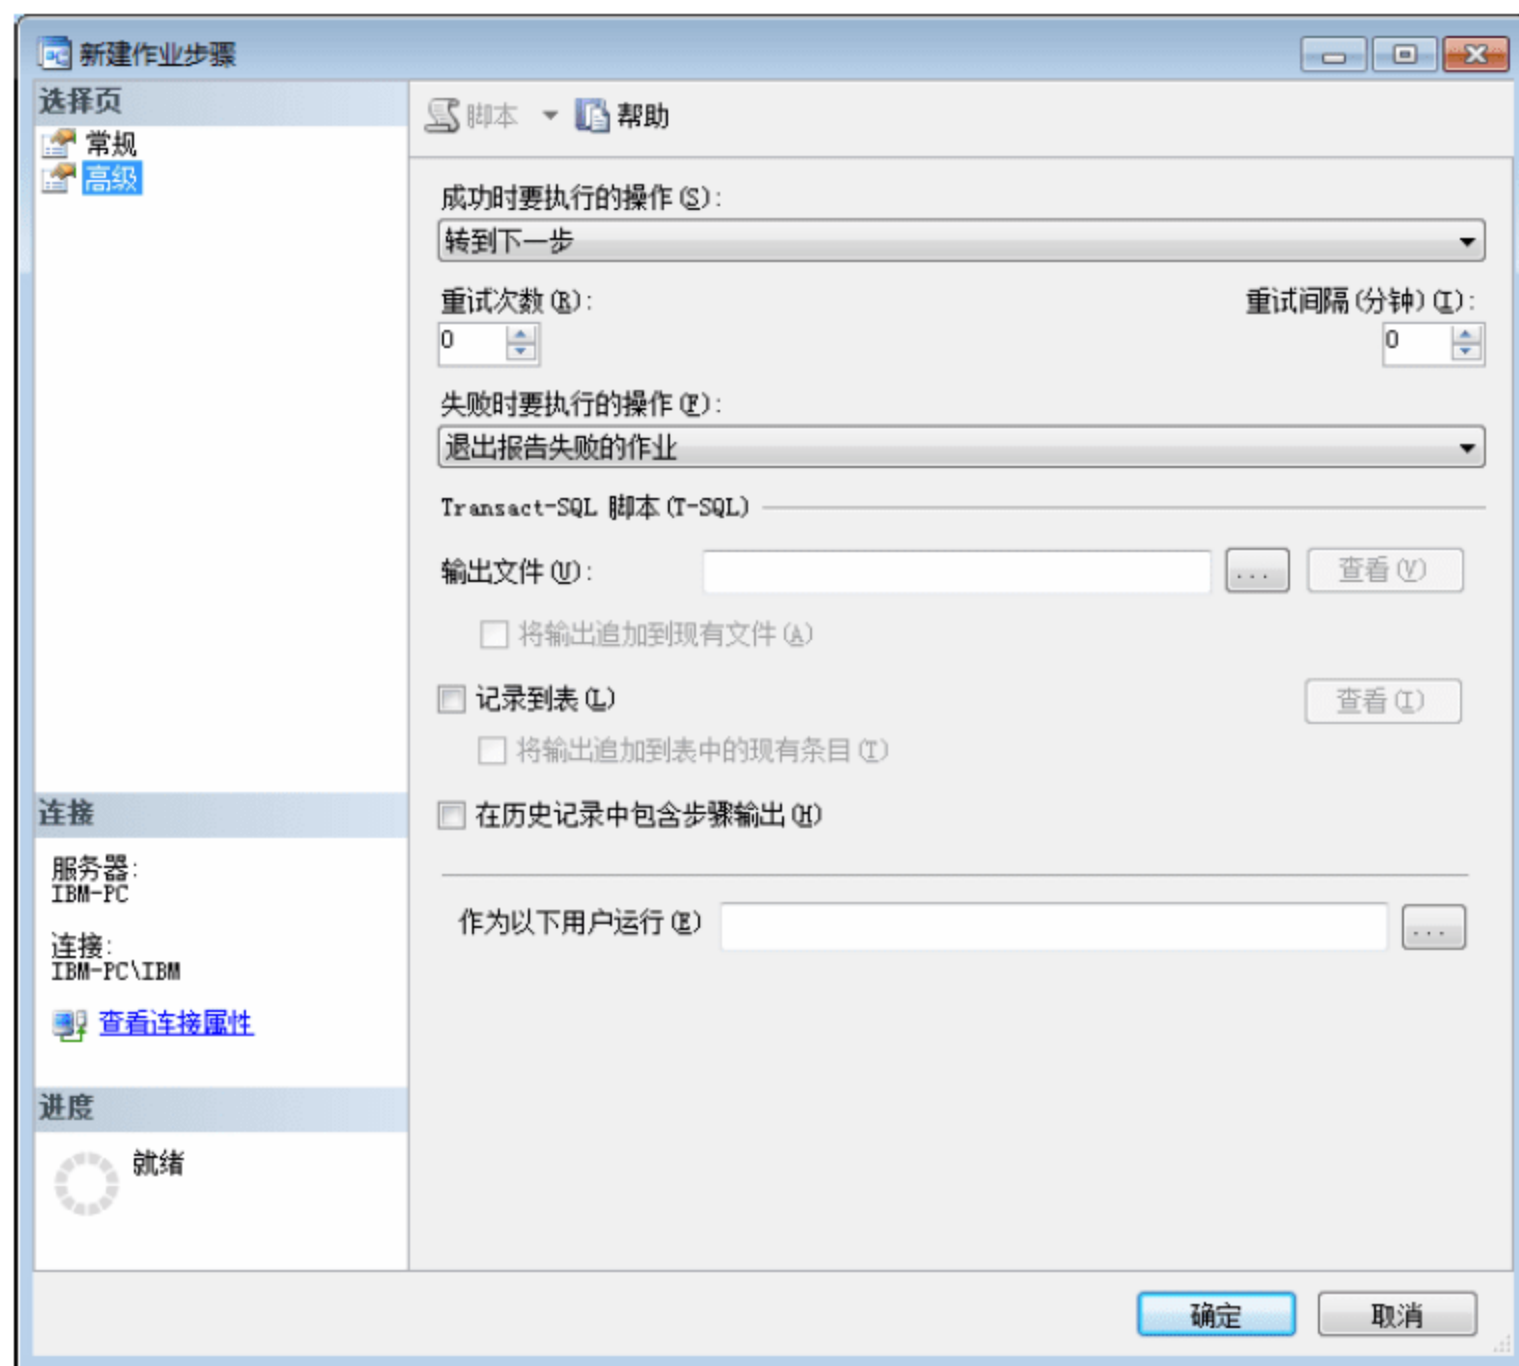 新建作业步骤
选择页
常规
高级
脚本 帮助
成功时要执行的操作(S):
转到下一步
重试次数(R): 重试间隔(分钟)(I):
0 0
失败时要执行的操作(F):
退出报告失败的作业
Transact-SQL 脚本(T-SQL)
输出文件(U): ... 查看(V)
将输出追加到现有文件(A)
记录到表(L) 查看(I)
将输出追加到表中的现有条目(T)
在历史记录中包含步骤输出(H)
作为以下用户运行(E) ...
连接
服务器:
IBM-PC
连接:
IBM-PC\IBM
查看连接属性
进度
就绪
确定 取消